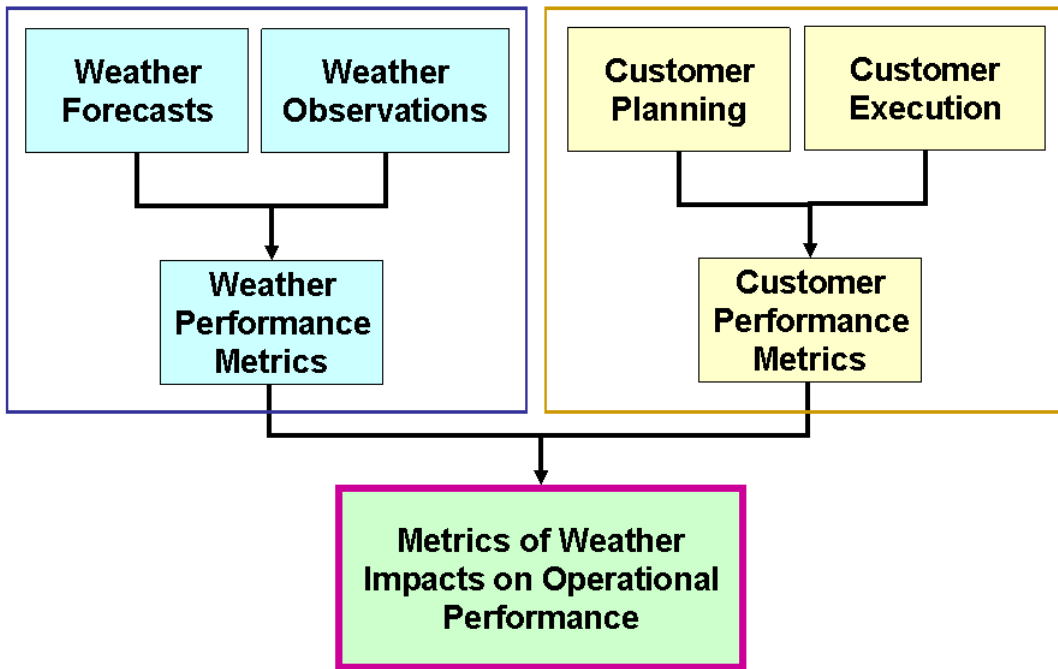 Weather
Forecasts
Weather
Observations
Customer
Planning
Customer
Execution
Weather
Performance
Metrics
Customer
Performance
Metrics
Metrics of Weather
Impacts on Operational
Performance